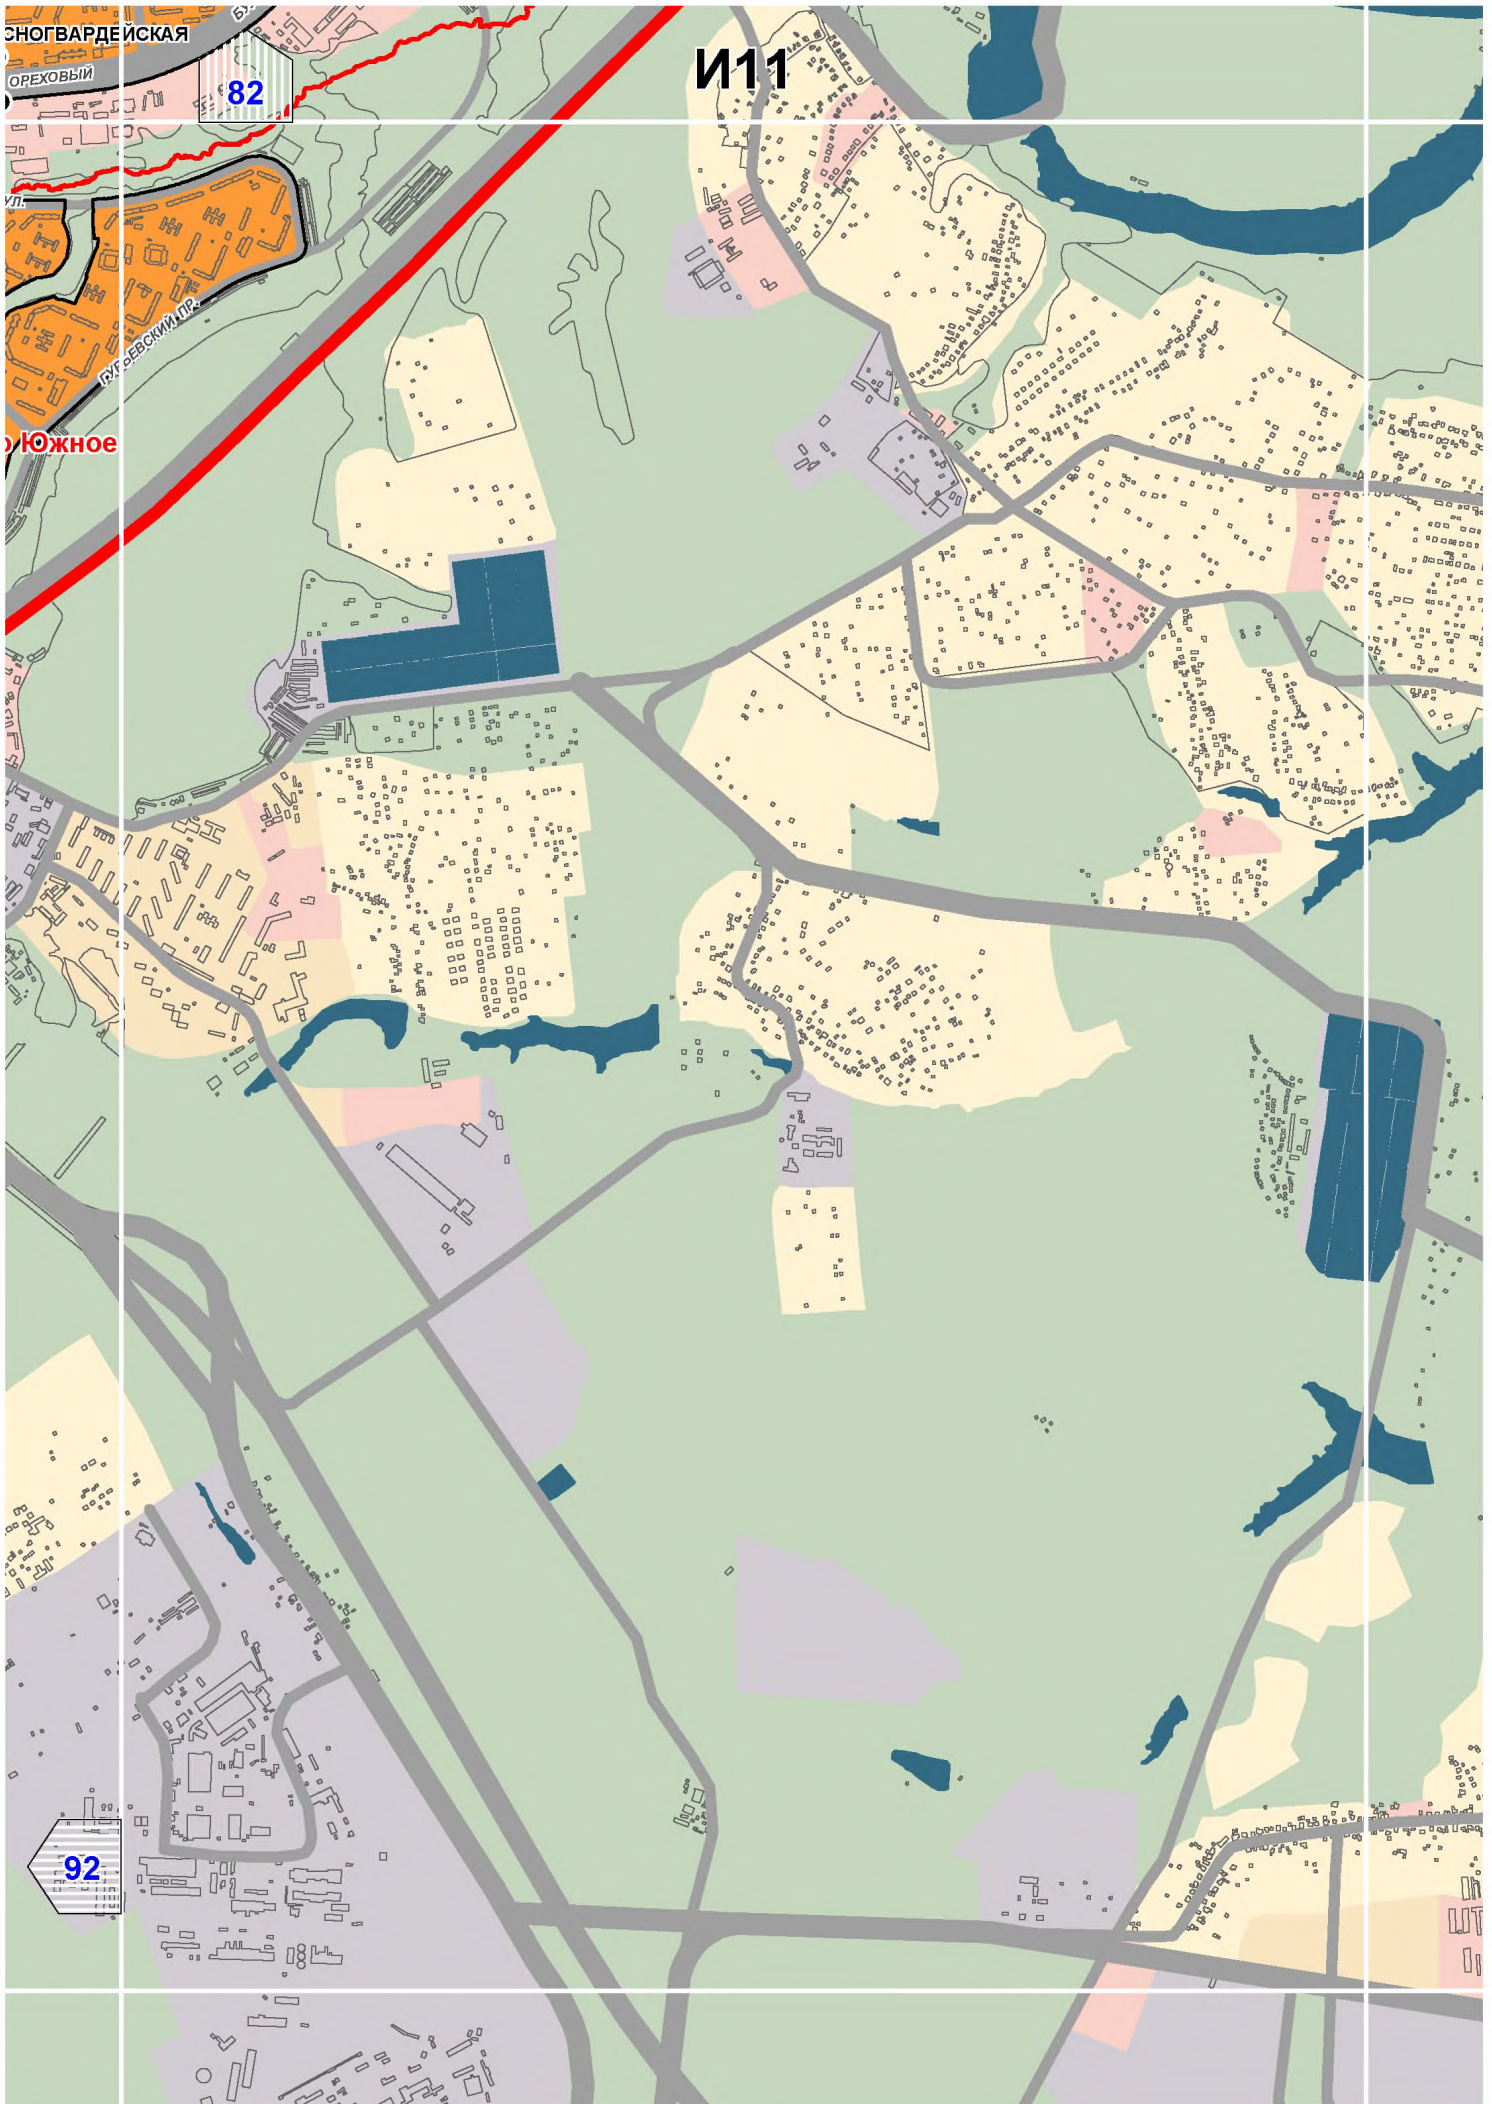 СНОГВАРДЕЙСКАЯ
ОРЕХОВЫЙ
82
И11
УЛ.
ГУРЬЕВСКИЙ ПР.
о Южное
92